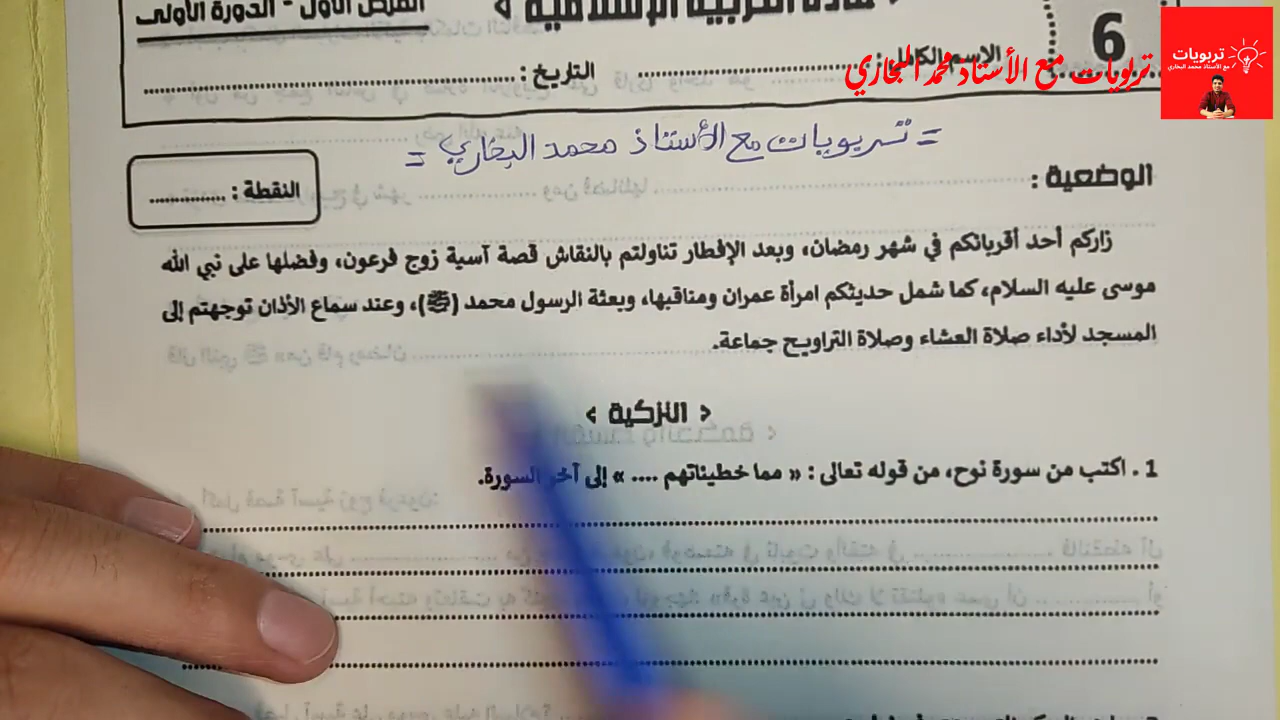 مادة التربية الإسلامية »
الفرض الأول - الدورة الأولى
6
الاسم الكامل :
التاريخ :
تربويات مع الأستاذ محمد البخاري
تربويات
مع الأستاذ محمد البخاري
= تربويات مع الأستاذ محمد البخاري =
الوضعية :
النقطة : ...............
زاركم أحد أقربائكم في شهر رمضان، وبعد الإفطار تناولتم بالنقاش قصة آسية زوج فرعون، وفضلها على نبي الله
موسى عليه السلام، كما شمل حديثكم امرأة عمران ومناقبها، وبعثة الرسول محمد (ﷺ)، وعند سماع الأذان توجهتم إلى
المسجد لأداء صلاة العشاء وصلاة التراويح جماعة.
< التزكية >
1 . اكتب من سورة نوح، من قوله تعالى : « مما خطيئاتهم .... » إلى آخر السورة.